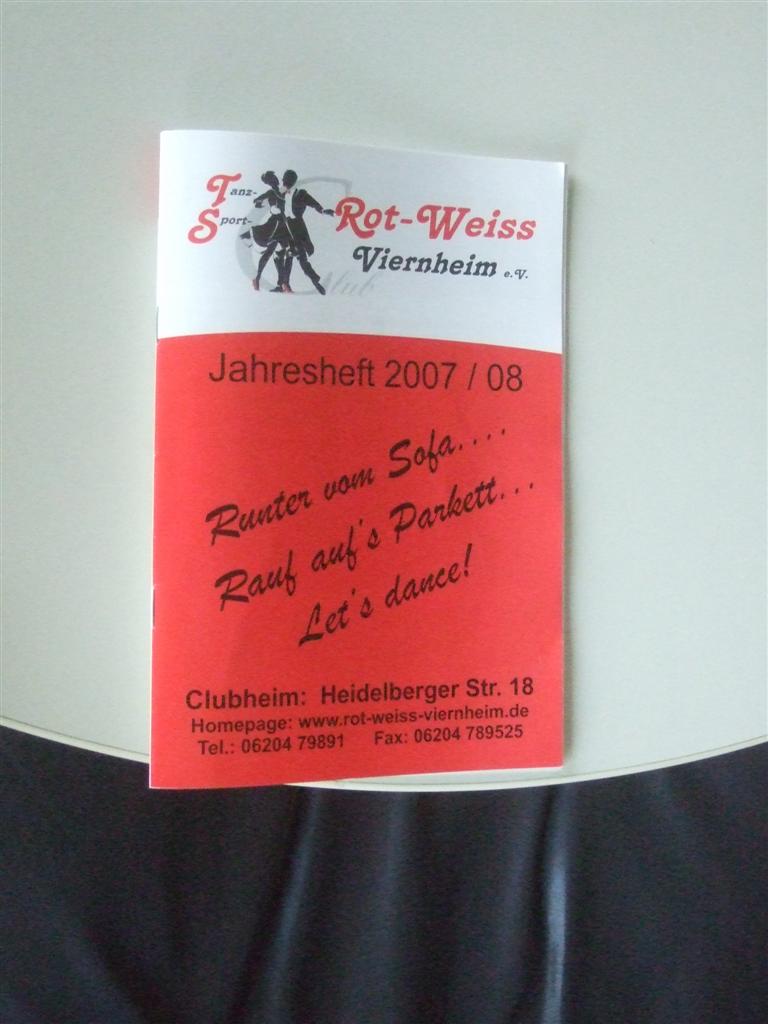 Tanz-
Sport-
Club
Rot-Weiss
Viernheim e.V.
Jahresheft 2007 / 08
Runter vom Sofa....
Rauf auf's Parkett...
Let's dance!
Clubheim: Heidelberger Str. 18
Homepage: www.rot-weiss-viernheim.de
Tel.: 06204 79891 Fax: 06204 789525